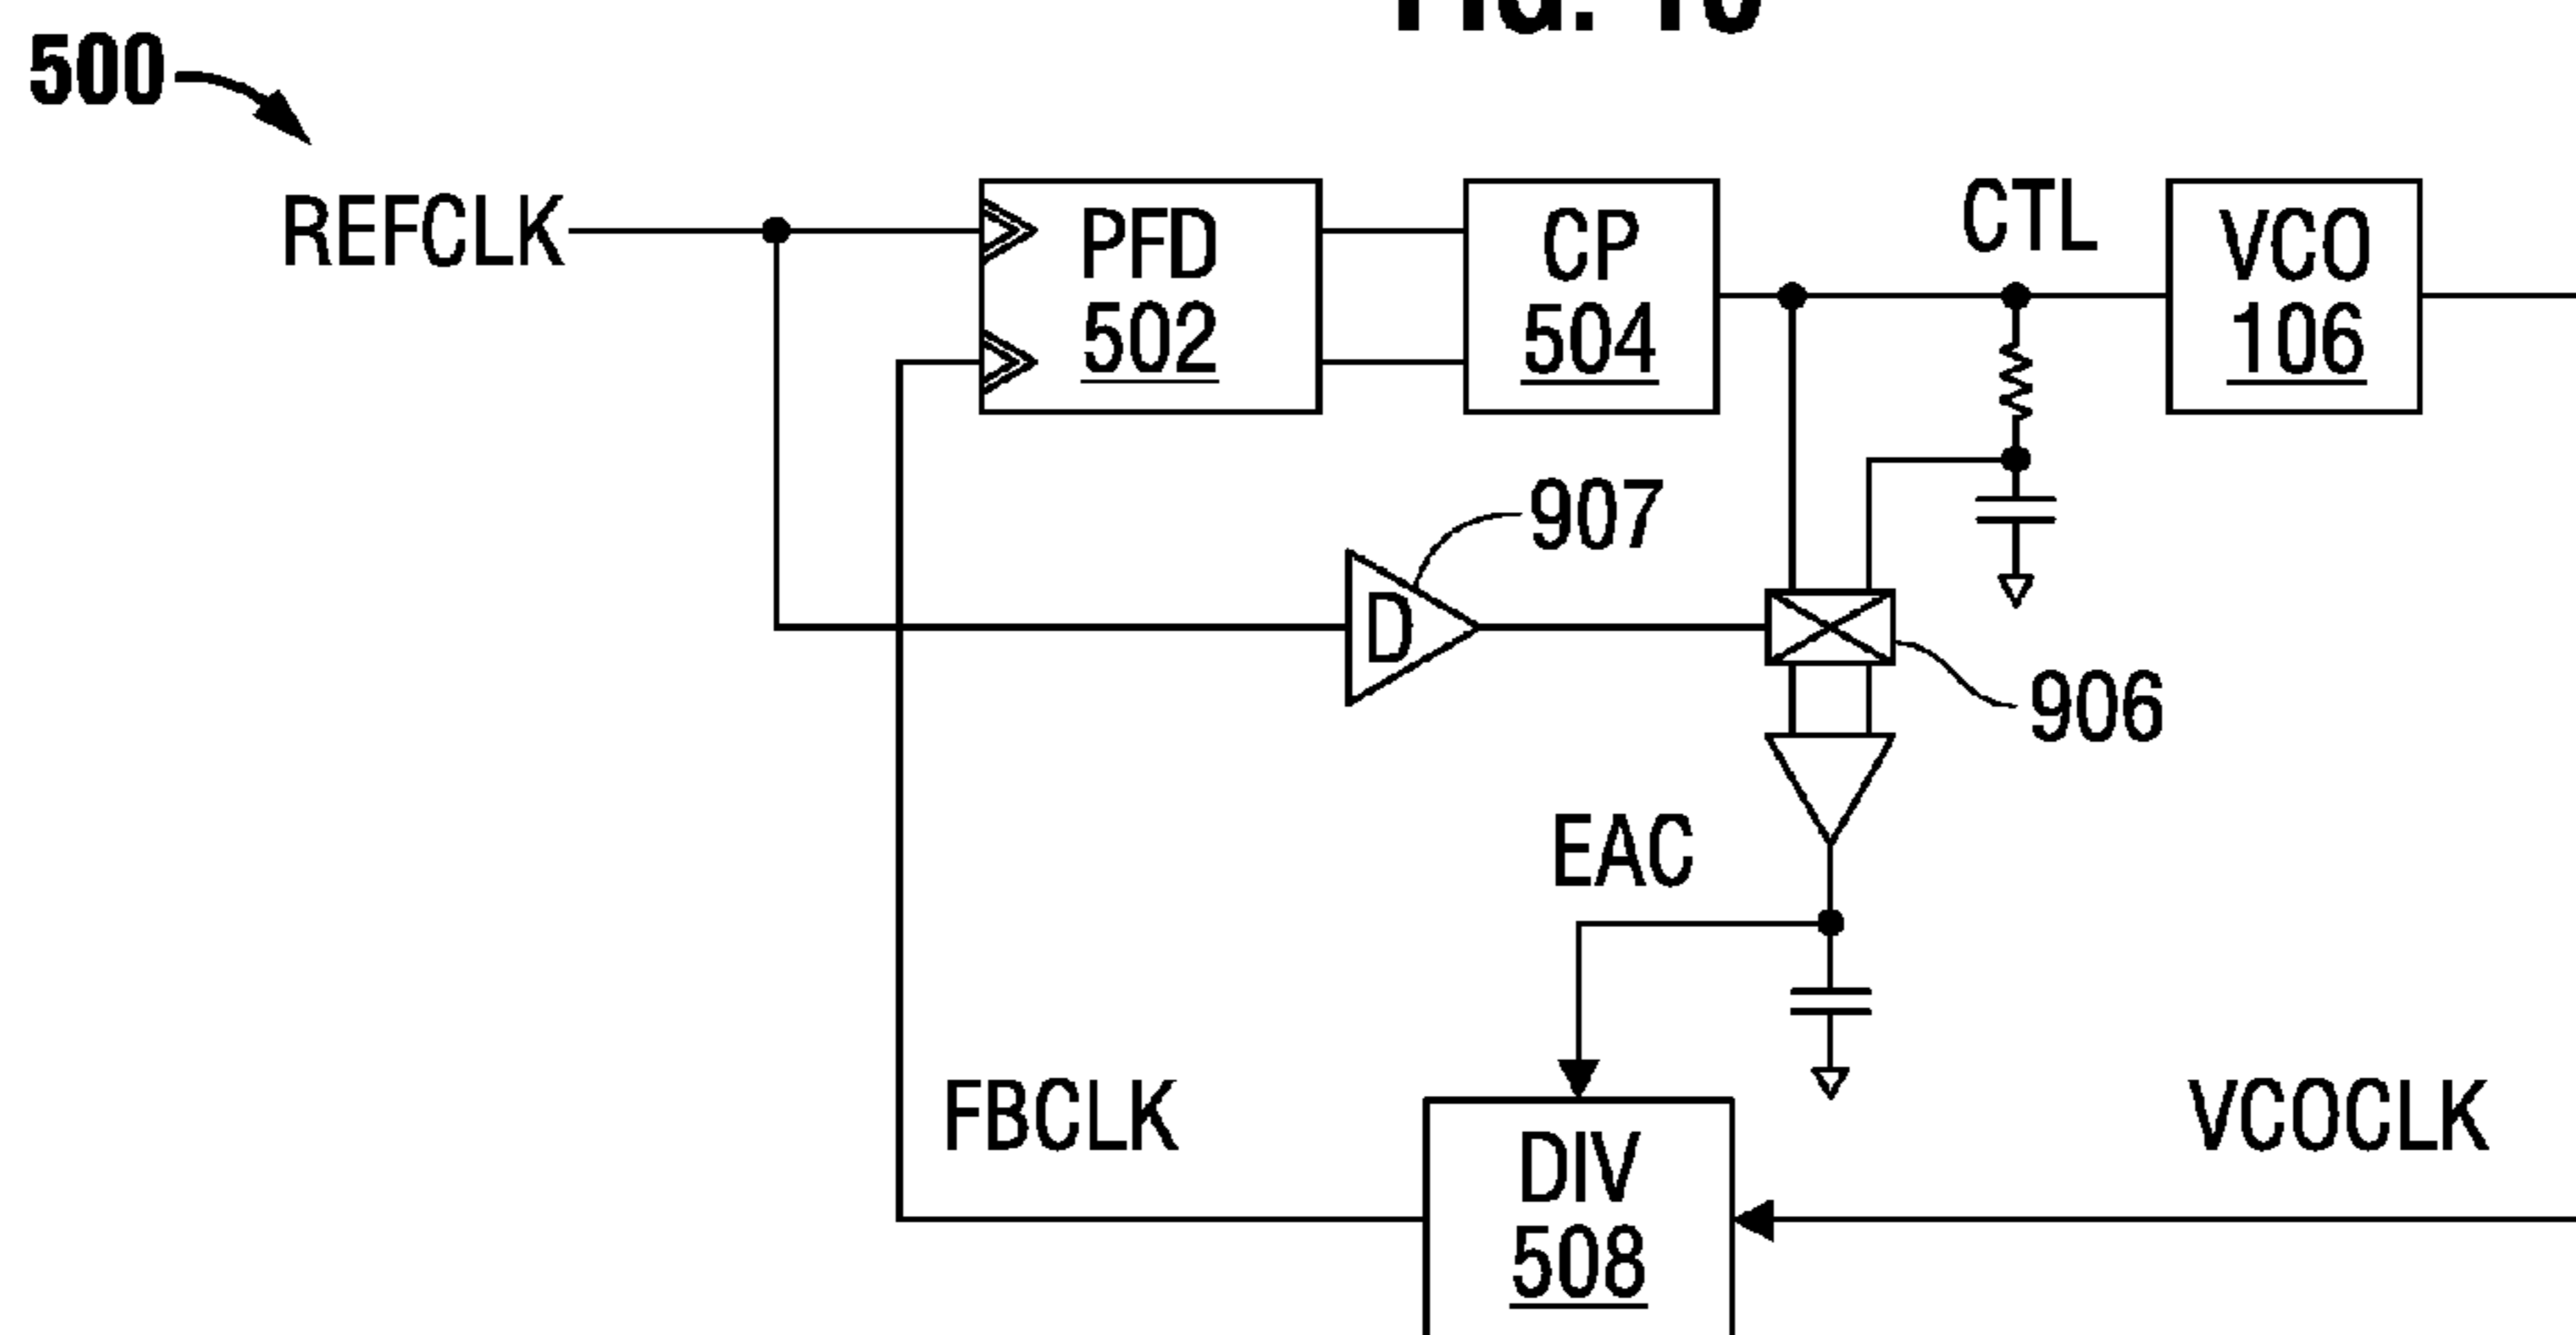 500
REFCLK
PFD
502
CP
504
CTL
VCO
106
907
D
906
EAC
FBCLK
VCOCLK
DIV
508